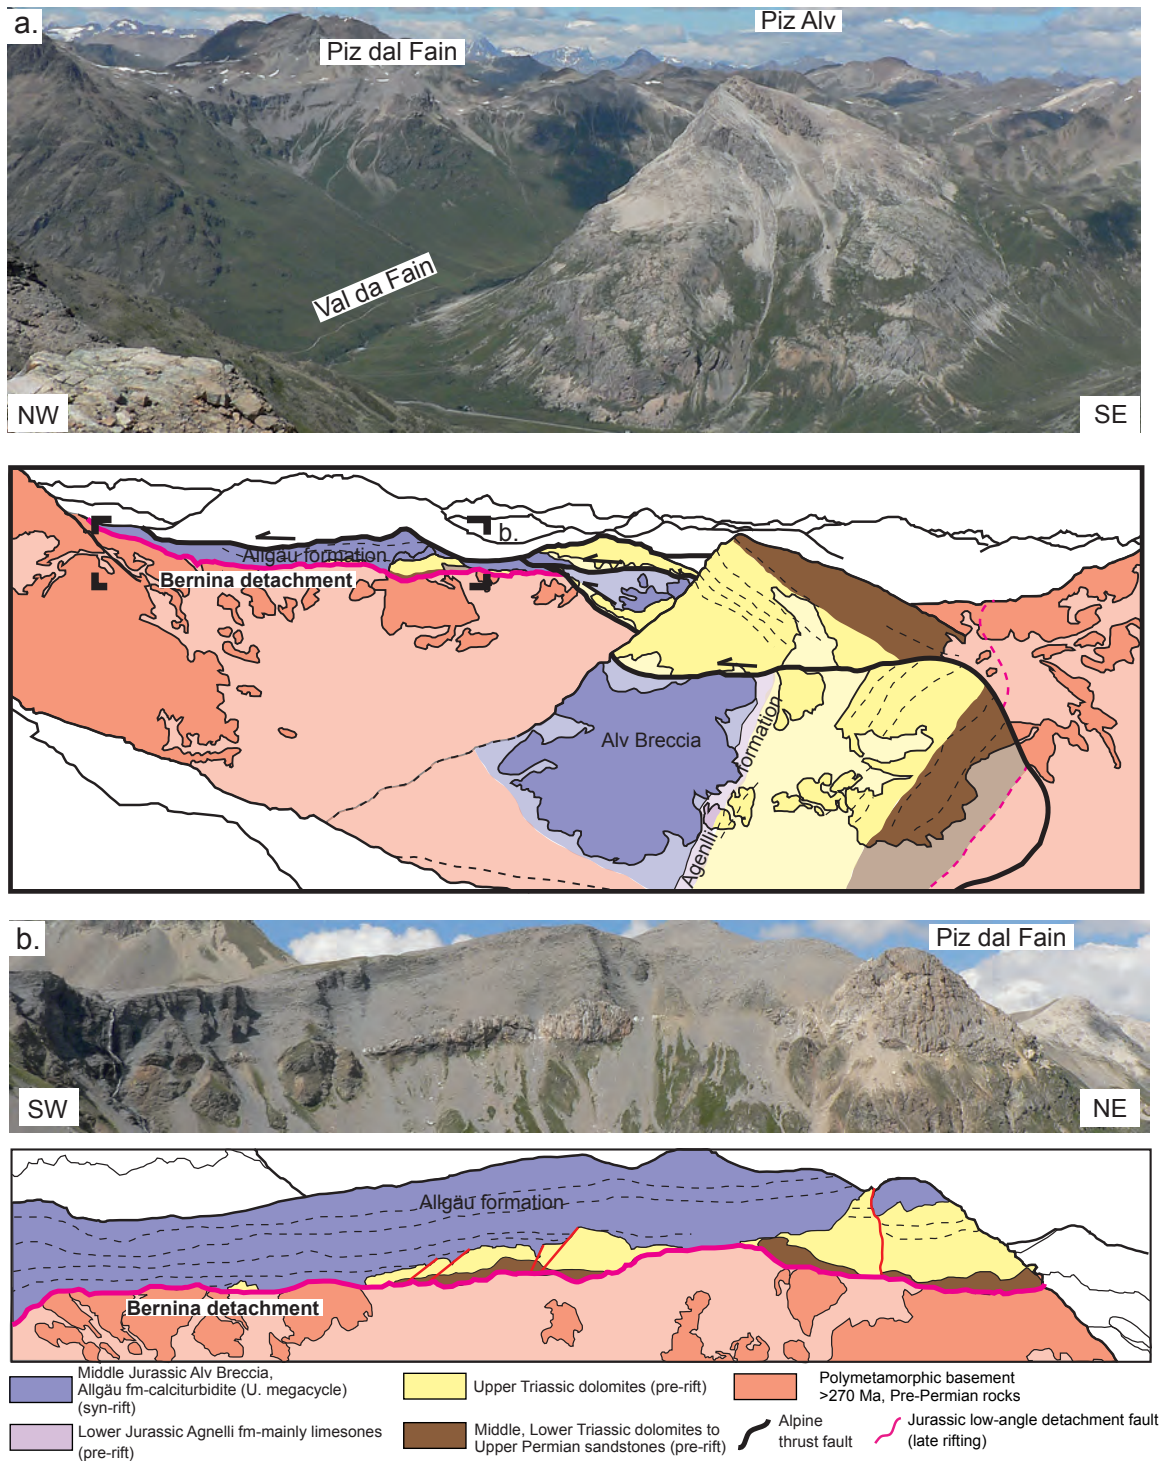 a.
Piz dal Fain
Piz Alv
Val da Fain
NW
SE
b.
Allgäu formation
Bernina detachment
Alv Breccia
Agenlli formation
b.
Piz dal Fain
SW
NE
Allgäu formation
Bernina detachment
Middle Jurassic Alv Breccia,
Allgäu fm-calciturbidite (U. megacycle)
(syn-rift)
Lower Jurassic Agnelli fm-mainly limesones
(pre-rift)
Upper Triassic dolomites (pre-rift)
Middle, Lower Triassic dolomites to
Upper Permian sandstones (pre-rift)
Polymetamorphic basement
>270 Ma, Pre-Permian rocks
Alpine
thrust fault
Jurassic low-angle detachment fault
(late rifting)